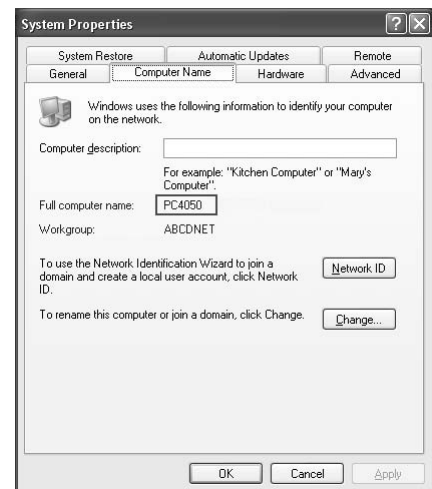 System Properties
System Restore
Automatic Updates
Remote
General
Computer Name
Hardware
Advanced
Windows uses the following information to identify your computer
on the network.
Computer description:
For example: "Kitchen Computer" or "Mary's
Computer".
Full computer name:
PC4050
Workgroup:
ABCDNET
To use the Network Identification Wizard to join a
domain and create a local user account, click Network
ID.
Network ID
To rename this computer or join a domain, click Change.
Change...
OK
Cancel
Apply